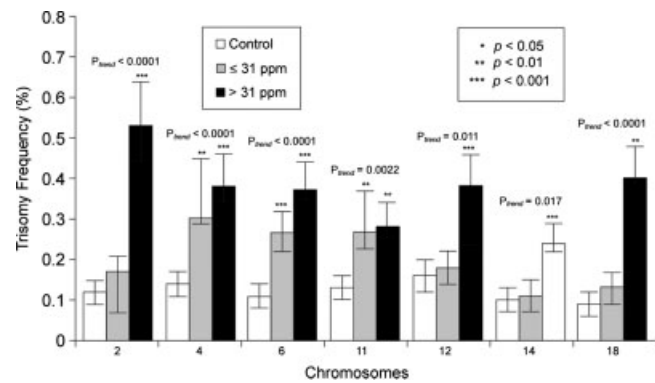 0.8
0.7
0.6
0.5
0.4
0.3
0.2
0.1
0
Trisomy Frequency (%)
Control
≤ 31 ppm
> 31 ppm
* p < 0.05
** p < 0.01
*** p < 0.001
Ptrend < 0.0001
***
Ptrend < 0.0001
** ***
Ptrend < 0.0001
*** ***
Ptrend = 0.0022
** **
Ptrend = 0.011
***
Ptrend = 0.017
***
Ptrend < 0.0001
**
2 4 6 11 12 14 18
Chromosomes